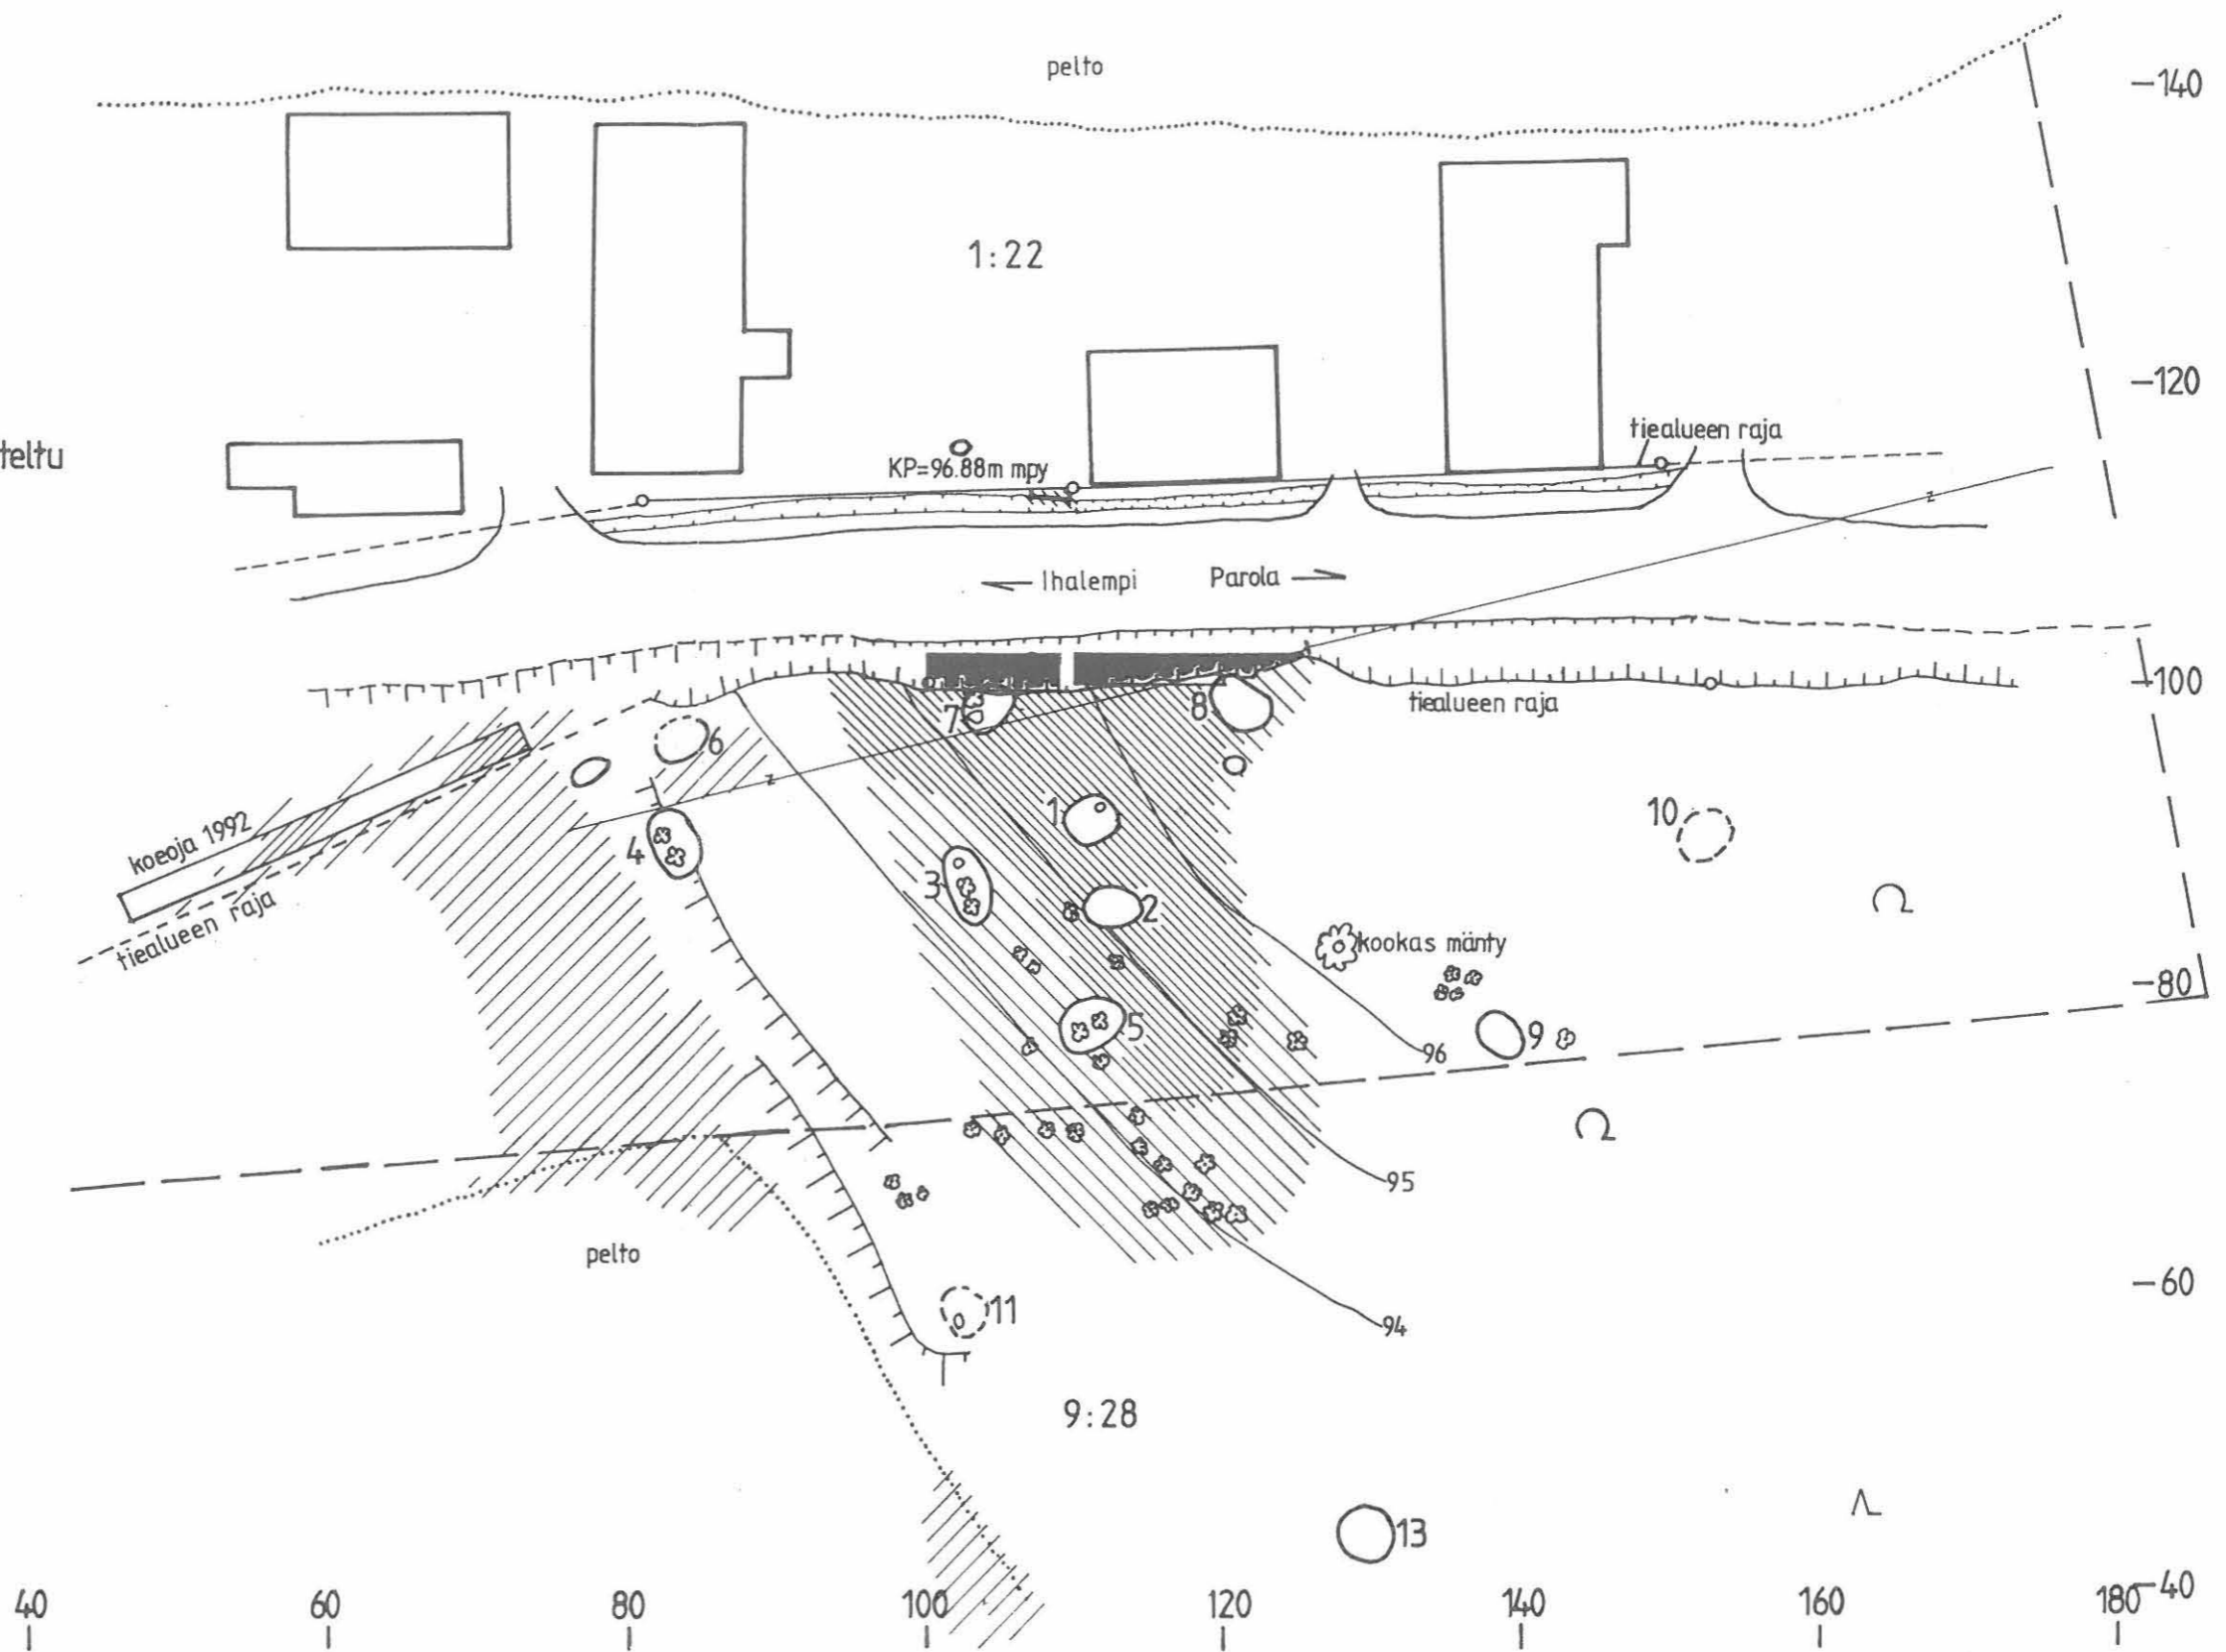 pelto
140
1:22
120
tiealueen raja
teltu
KP=96.88m mpy
Ihalempi Parola
100
tiealueen raja
7
8
6
koeoja 1992
1
10
4
3
2
tiealueen raja
kookas mänty
80
5
9
96
95
pelto
60
11
94
9:28
13
40
40 60 80 100 120 140 160 180